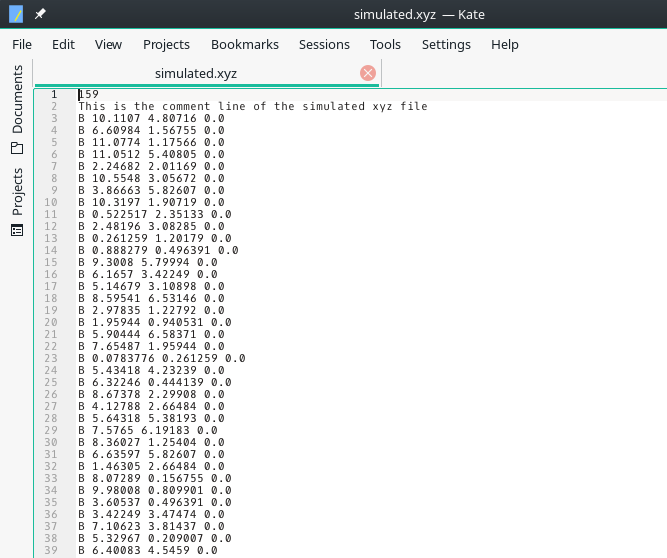 simulated.xyz — Kate
File Edit View Projects Bookmarks Sessions Tools Settings Help
Documents
Projects
simulated.xyz
1 159
2 This is the comment line of the simulated xyz file
3 B 10.1107 4.80716 0.0
4 B 6.60984 1.56755 0.0
5 B 11.0774 1.17566 0.0
6 B 11.0512 5.40805 0.0
7 B 2.24682 2.01169 0.0
8 B 10.5548 3.05672 0.0
9 B 3.86663 5.82607 0.0
10 B 10.3197 1.90719 0.0
11 B 0.522517 2.35133 0.0
12 B 2.48196 3.08285 0.0
13 B 0.261259 1.20179 0.0
14 B 0.888279 0.496391 0.0
15 B 9.3008 5.79994 0.0
16 B 6.1657 3.42249 0.0
17 B 5.14679 3.10898 0.0
18 B 8.59541 6.53146 0.0
19 B 2.97835 1.22792 0.0
20 B 1.95944 0.940531 0.0
21 B 5.90444 6.58371 0.0
22 B 7.65487 1.95944 0.0
23 B 0.0783776 0.261259 0.0
24 B 5.43418 4.23239 0.0
25 B 6.32246 0.444139 0.0
26 B 8.67378 2.29908 0.0
27 B 4.12788 2.66484 0.0
28 B 5.64318 5.38193 0.0
29 B 7.5765 6.19183 0.0
30 B 8.36027 1.25404 0.0
31 B 6.63597 5.82607 0.0
32 B 1.46305 2.66484 0.0
33 B 8.07289 0.156755 0.0
34 B 9.98008 0.809901 0.0
35 B 3.60537 0.496391 0.0
36 B 3.42249 3.47474 0.0
37 B 7.10623 3.81437 0.0
38 B 5.32967 0.209007 0.0
39 B 6.40083 4.5459 0.0